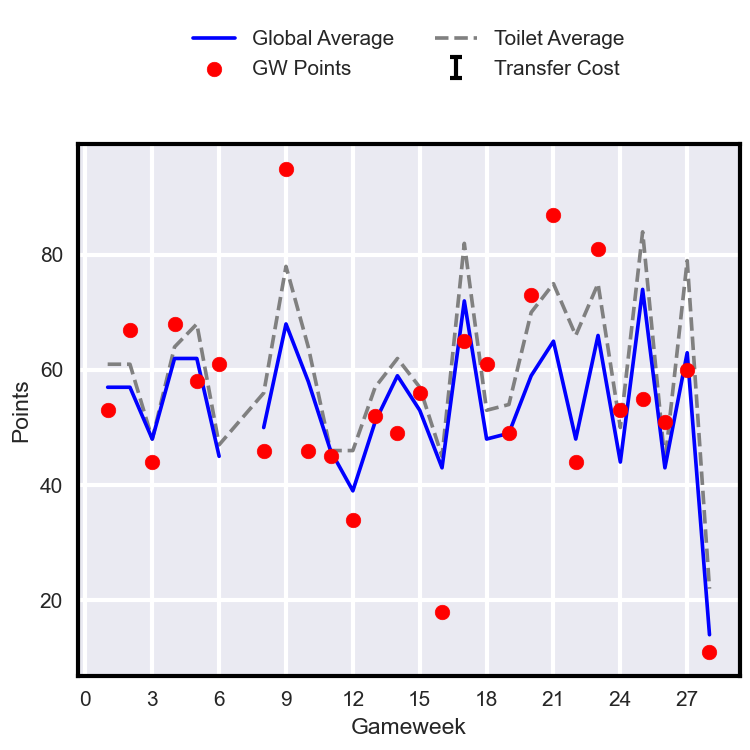 Global Average
Toilet Average
GW Points
Transfer Cost
80
60
40
20
Points
0 3 6 9 12 15 18 21 24 27
Gameweek